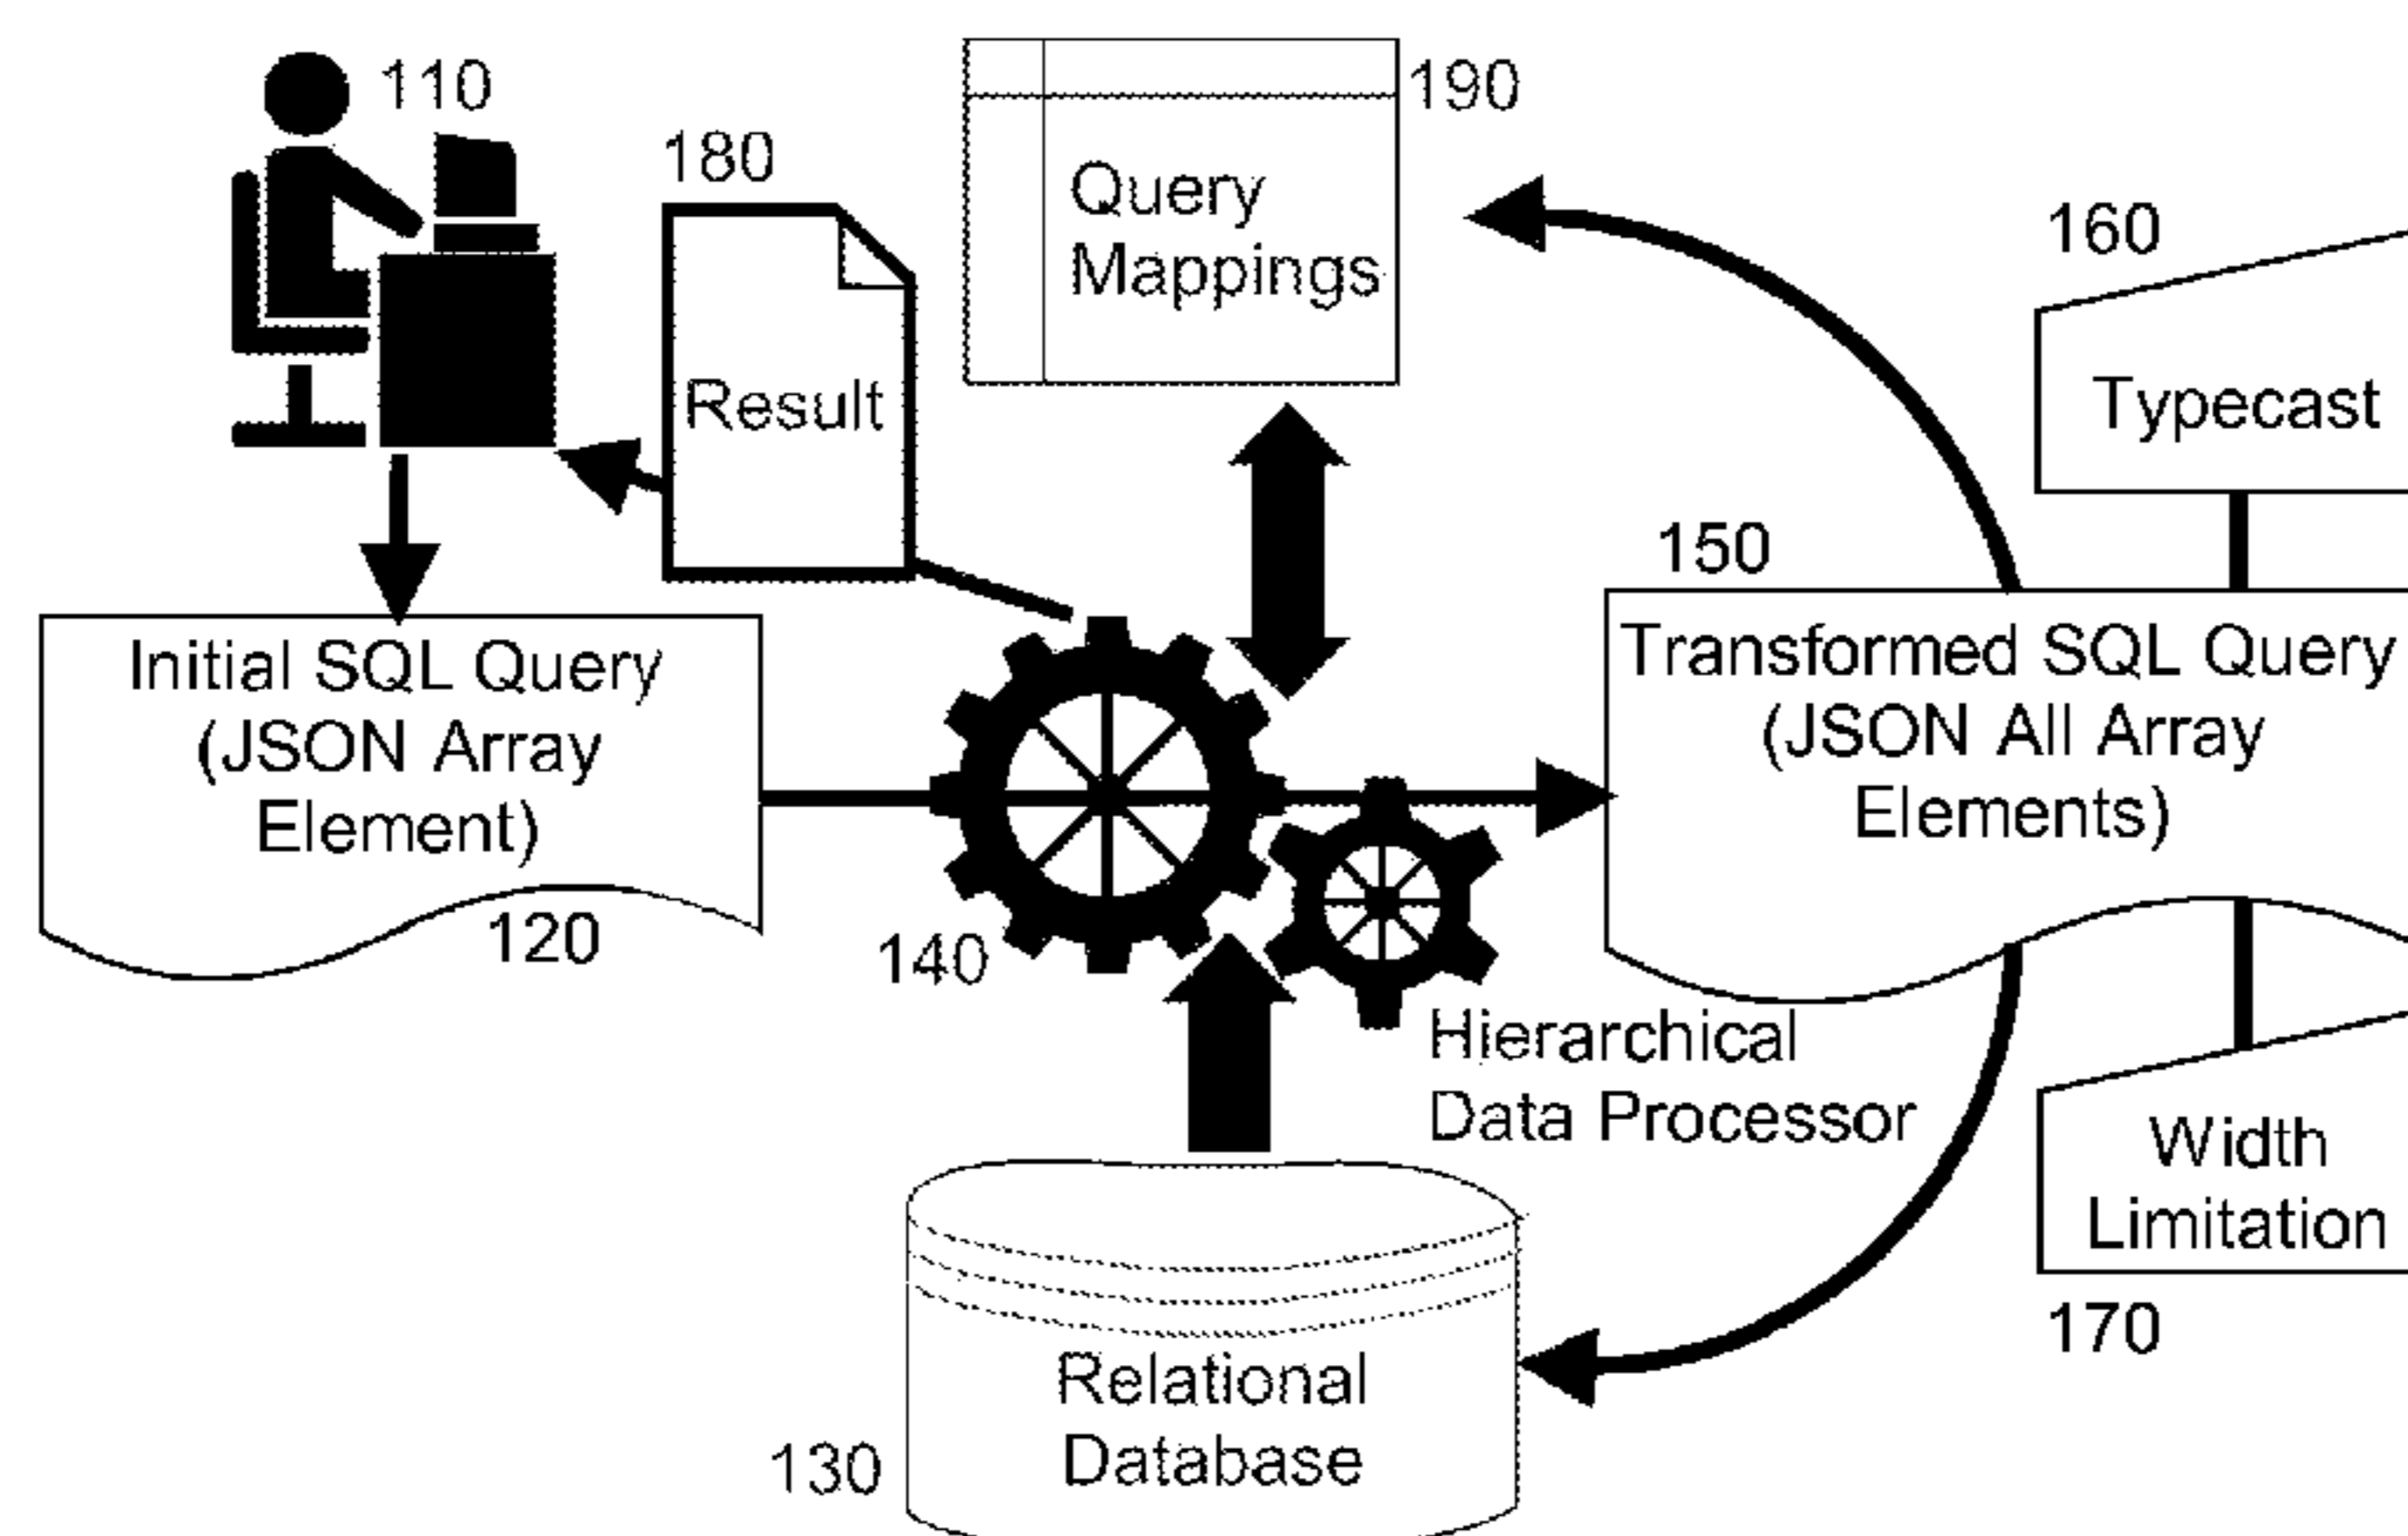 110
180
190
Query
Mappings
160
Typecast
Result
150
Initial SQL Query
(JSON Array
Element)
120
140
Transformed SQL Query
(JSON All Array
Elements)
Hierarchical
Data Processor
Width
Limitation
170
Relational
Database
130